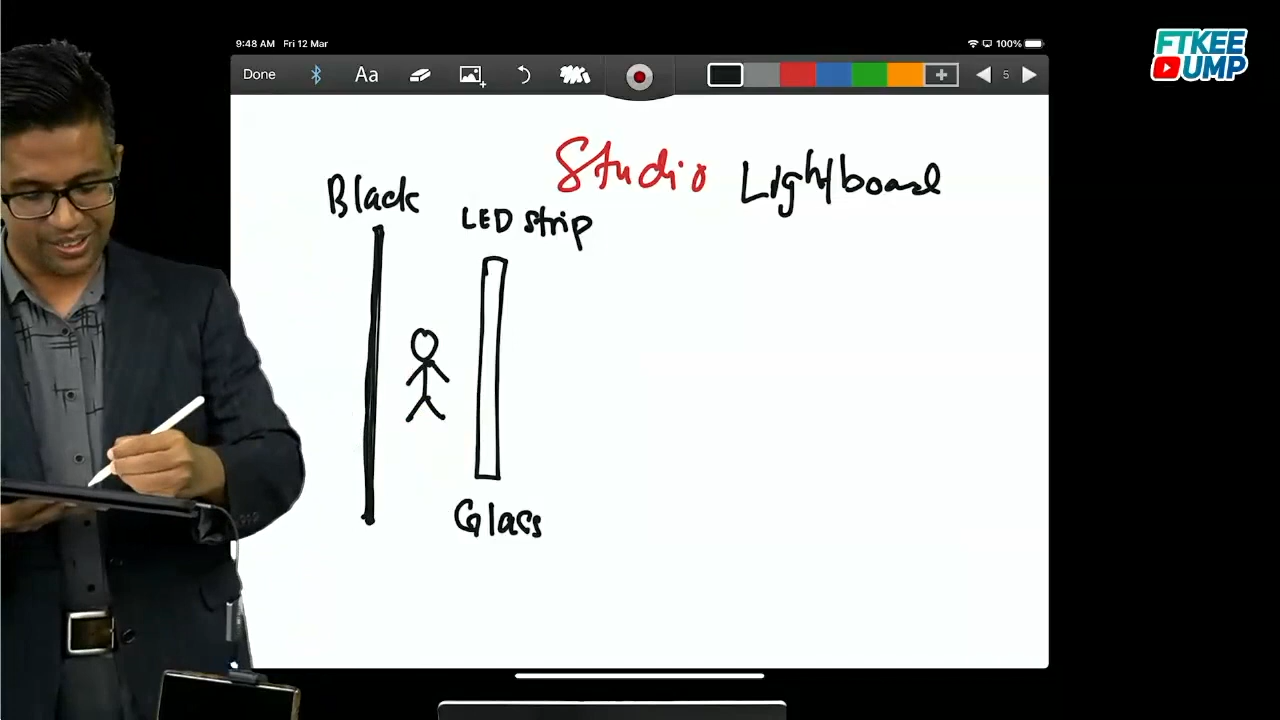 9:48 AM Fri 12 Mar
100%
Done
Aa
5
FTKEE
UMP
Studio Lightboard
Black
LED strip
Glass